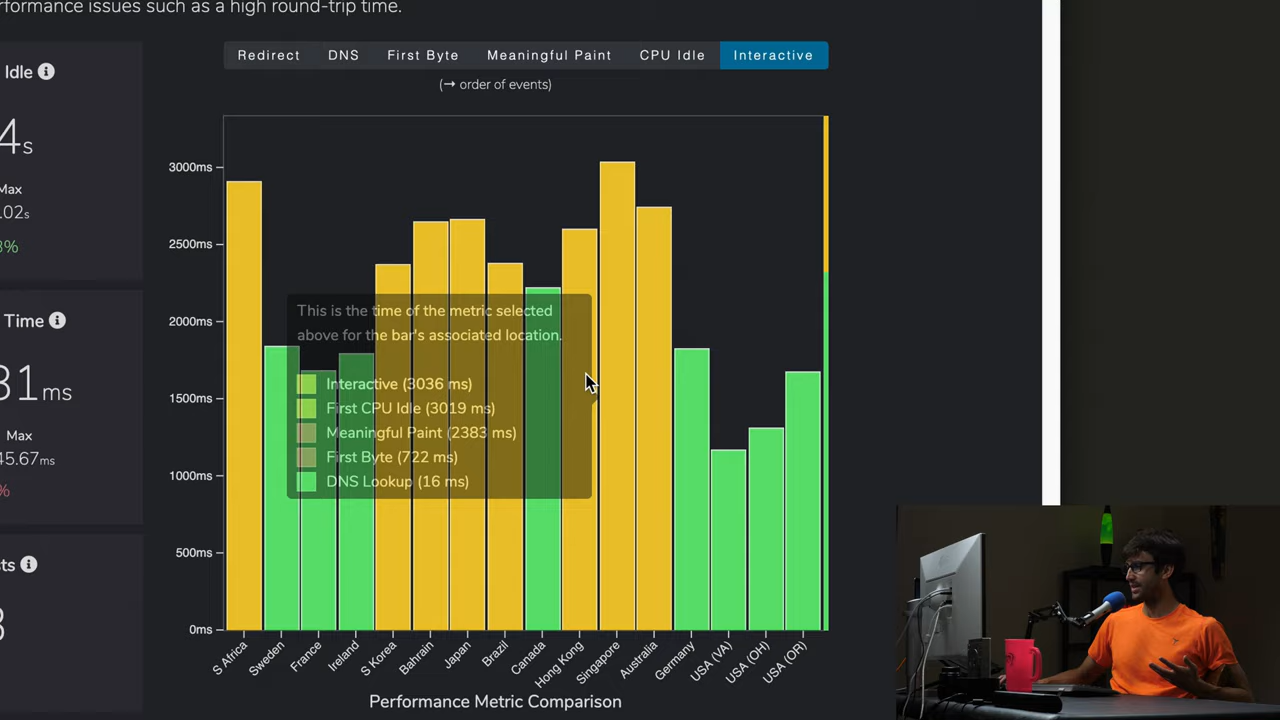 rformance issues such as a high round-trip time.
Idle
4s
Max
.02s
%
Time
31ms
Max
45.67ms
%
sts
Redirect DNS First Byte Meaningful Paint CPU Idle Interactive
(→ order of events)
3000ms
2500ms
2000ms
1500ms
1000ms
500ms
0ms
This is the time of the metric selected
above for the bar's associated location.
Interactive (3036 ms)
First CPU Idle (3019 ms)
Meaningful Paint (2383 ms)
First Byte (722 ms)
DNS Lookup (16 ms)
S Africa Sweden France Ireland S Korea Bahrain Japan Brazil Canada Hong Kong Singapore Australia Germany USA (VA) USA (OH) USA (OR)
Performance Metric Comparison